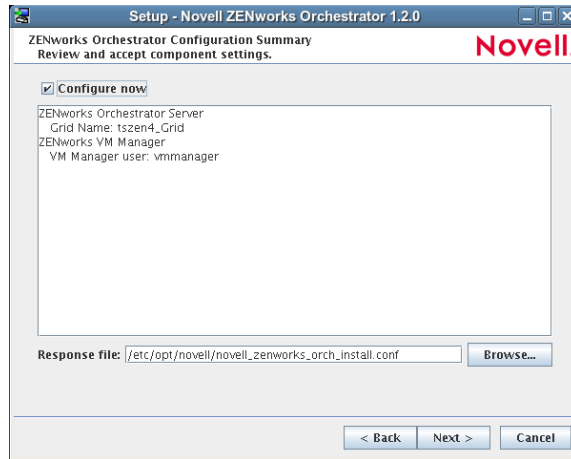 Setup - Novell ZENworks Orchestrator 1.2.0
ZENworks Orchestrator Configuration Summary
Review and accept component settings.
Novell.
Configure now
ZENworks Orchestrator Server
Grid Name: tszen4_Grid
ZENworks VM Manager
VM Manager user: vmmanager
Response file: /etc/opt/novell/novell_zenworks_orch_install.conf Browse...
< Back Next > Cancel